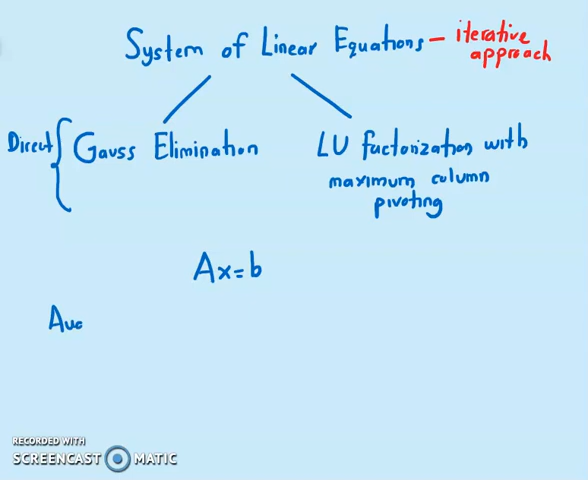 System of Linear Equations - iterative
approach
Direct { Gauss Elimination
LU factorization with
maximum column
pivoting
Ax=b
Aug
RECORDED WITH
SCREENCAST MATIC